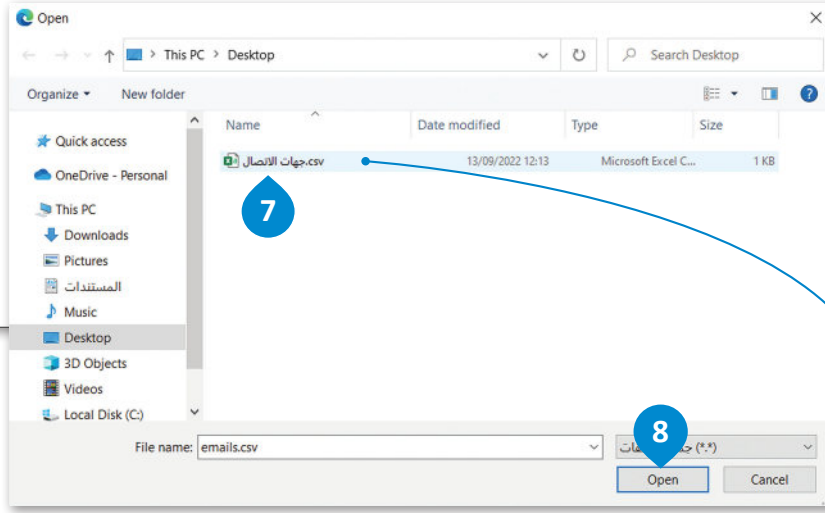 Open
This PC > Desktop
Search Desktop
Organize
New folder
Name
Date modified
Type
Size
جهات الاتصال.csv
13/09/2022 12:13
Microsoft Excel C...
1 KB
7
Quick access
OneDrive - Personal
This PC
Downloads
Pictures
المستندات
Music
Desktop
3D Objects
Videos
Local Disk (C:)
File name:
emails.csv
(*.*)
8
Open
Cancel